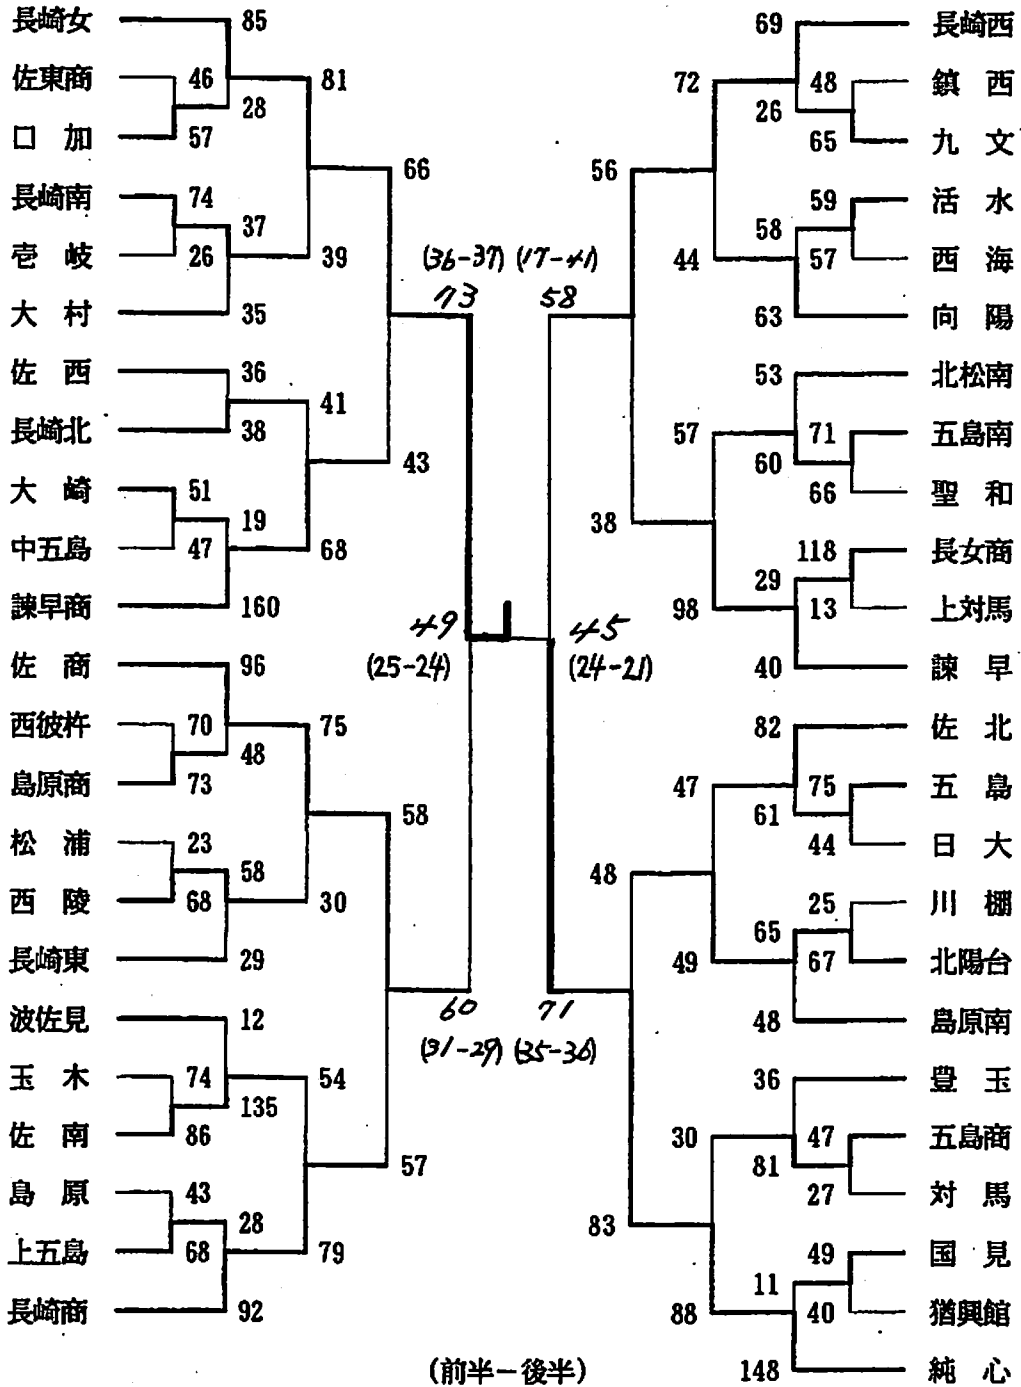 長崎女 85
佐東商 46
28
口加 57
81
長崎南 74
37
壱岐 26
39
大村 35
66
佐西 36
41
長崎北 38
43
大崎 51
19
中五島 47
68
諫早商 160
佐商 96
西彼杵 70
48
島原商 73
75
松浦 23
58
西陵 68
30
長崎東 29
58
波佐見 12
54
玉木 74
135
佐南 86
57
島原 43
28
上五島 68
79
長崎商 92
(36-37) (17-41)
73 58
49 45
(25-24) (24-21)
60 71
(31-29) (35-36)
69 長崎西
72
48 鎮西
26
65 九文
56
59 活水
58
57 西海
44
63 向陽
53 北松南
57
71 五島南
60
66 聖和
38
118 長女商
29
13 上対馬
98
40 諫早
82 佐北
47
75 五島
61
44 日大
48
25 川棚
65
67 北陽台
49
48 島原南
36 豊玉
30
47 五島商
81
27 対馬
83
49 国見
11
40 猶興館
88
148 純心
(前半−後半)